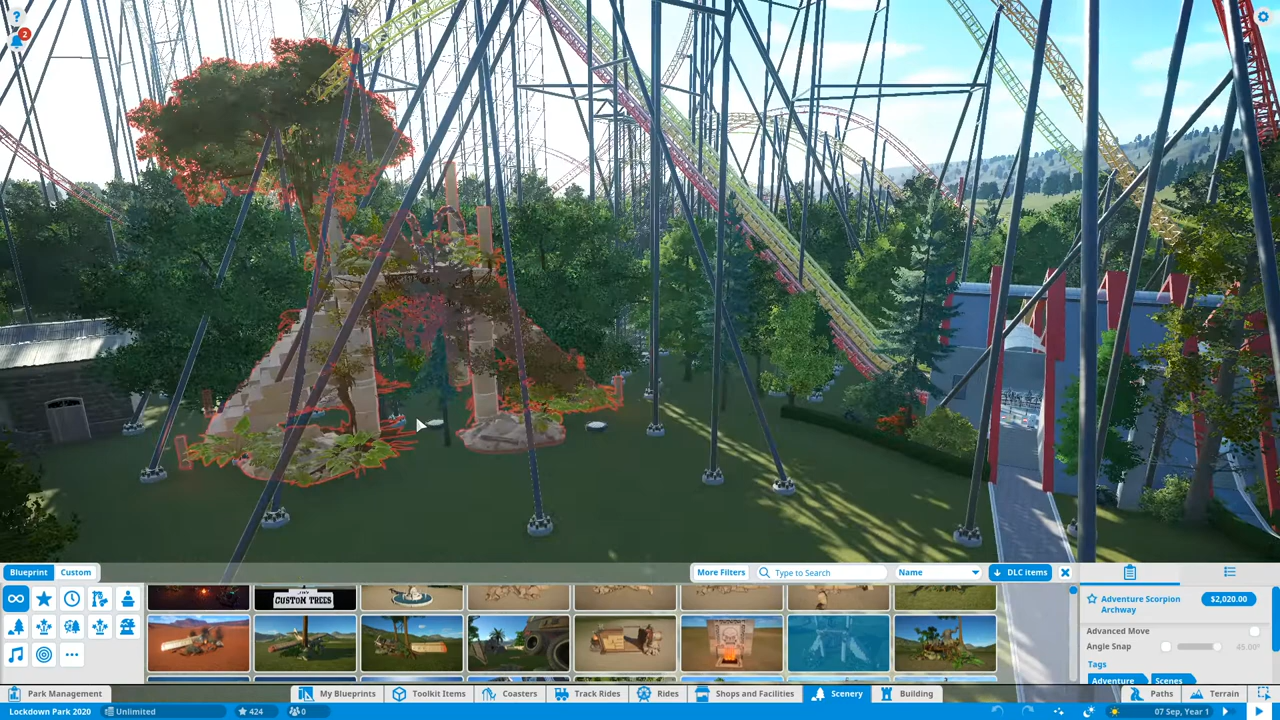 ?
2
Blueprint
Custom
More Filters
Type to Search
Name
DLC items
CUSTOM TREES
Adventure Scorpion
Archway
$2,020.00
Advanced Move
Angle Snap
45.00°
Tags
Adventure
Scenes
Park Management
My Blueprints
Toolkit Items
Coasters
Track Rides
Rides
Shops and Facilities
Scenery
Building
Paths
Terrain
Lockdown Park 2020
Unlimited
424
0
07 Sep, Year 1